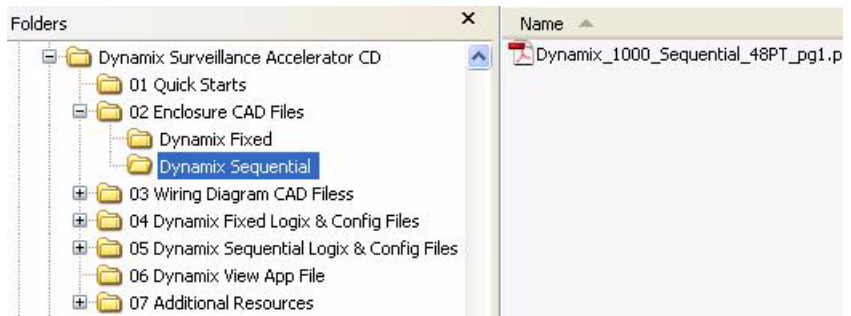 Folders
Dynamix Surveillance Accelerator CD
01 Quick Starts
02 Enclosure CAD Files
Dynamix Fixed
Dynamix Sequential
03 Wiring Diagram CAD Filess
04 Dynamix Fixed Logix & Config Files
05 Dynamix Sequential Logix & Config Files
06 Dynamix View App File
07 Additional Resources
Name
Dynamix_1000_Sequential_48PT_pg1.p